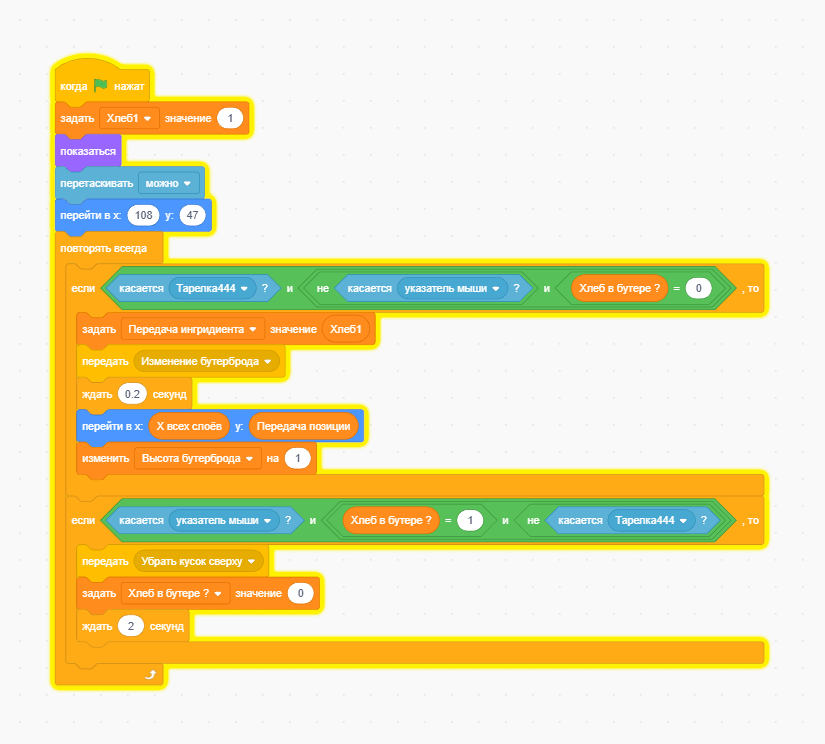 когда нажат
задать Хлеб1 значение 1
показаться
перетаскивать можно
перейти в x: 108 y: 47
повторять всегда
если касается Тарелка444 ? и не касается указатель мыши ? и Хлеб в бутере ? = 0 , то
задать Передача ингридиента значение Хлеб1
передать Изменение бутерброда
ждать 0.2 секунд
перейти в x: X всех слоёв y: Передача позиции
изменить Высота бутерброда на 1
если касается указатель мыши ? и Хлеб в бутере ? = 1 и не касается Тарелка444 ? , то
передать Убрать кусок сверху
задать Хлеб в бутере ? значение 0
ждать 2 секунд